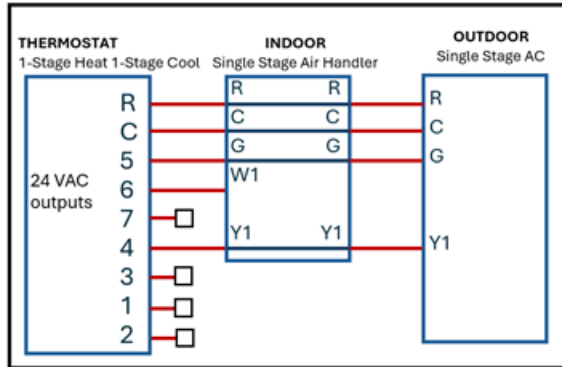 THERMOSTAT
1-Stage Heat 1-Stage Cool
INDOOR
Single Stage Air Handler
OUTDOOR
Single Stage AC
24 VAC
outputs
R
C
5
6
7
4
3
1
2
R R
C C
G G
W1
Y1 Y1
R
C
G
Y1